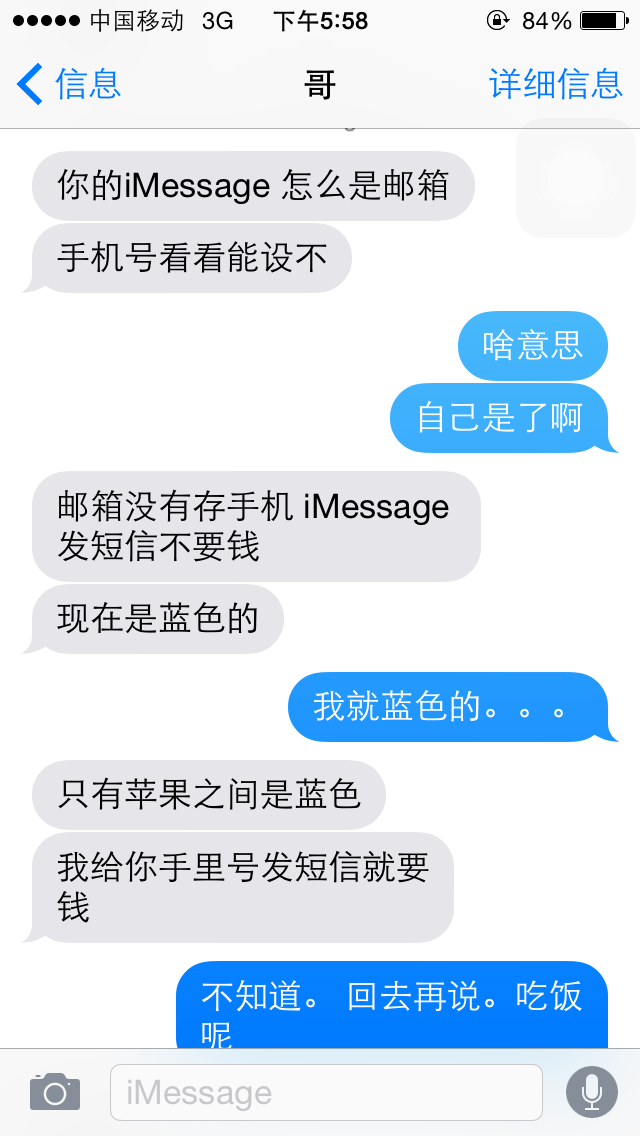 中国移动 3G 下午5:58 84%
信息 哥 详细信息
你的iMessage 怎么是邮箱
手机号看看能设不
啥意思
自己是了啊
邮箱没有存手机 iMessage
发短信不要钱
现在是蓝色的
我就蓝色的。。。
只有苹果之间是蓝色
我给你手里号发短信就要
钱
不知道。 回去再说。吃饭
呢
iMessage